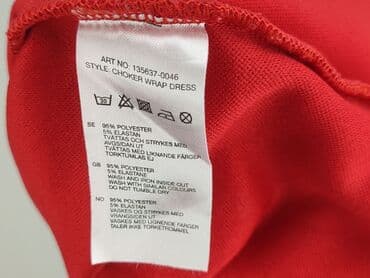 ART NO: 135637-0046
STYLE: CHOKER WRAP DRESS
SE 95% POLYESTER
5% ELASTAN
TVÄTTAS OCH STRYKES MED
AVIGSIDAN UT
TVÄTTAS MED LIKNANDE FÄRGER
TORKTUMLAS EJ
GB 95% POLYESTER
5% ELASTANE
WASH AND IRON INSIDE OUT
WASH WITH SIMILAR COLOURS
DO NOT TUMBLE DRY
NO 95% POLYESTER
5% ELASTAN
VASKES OG STRYKES MED
VRANGSIDEN UT
VASKES MED LIKNENDE FARGER
TÅLER IKKE TØRKETROMMEL